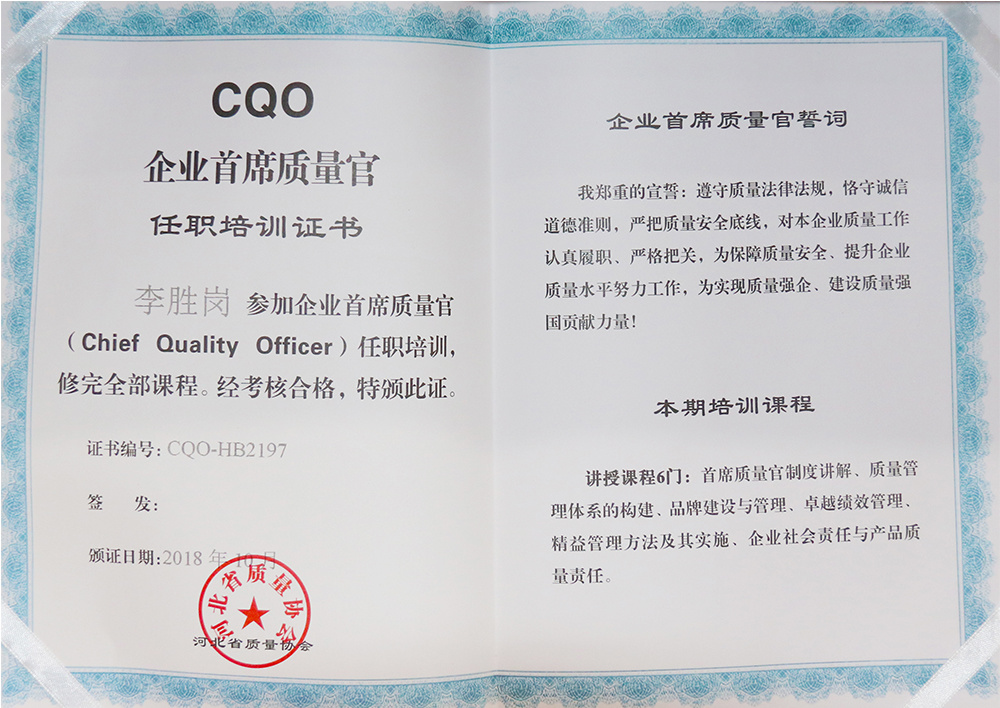 CQO
企业首席质量官
任职培训证书
李胜岗 参加企业首席质量官
（Chief Quality Officer）任职培训，
修完全部课程。经考核合格，特颁此证。
证书编号：CQO-HB2197
签 发：
颁证日期：2018 年 10 月
河北省质量协会
河北省质量协会
企业首席质量官誓词
我郑重的宣誓：遵守质量法律法规，恪守诚信
道德准则，严把质量安全底线，对本企业质量工作
认真履职、严格把关，为保障质量安全、提升企业
质量水平努力工作，为实现质量强企、建设质量强
国贡献力量！
本期培训课程
讲授课程6门：首席质量官制度讲解、质量管
理体系的构建、品牌建设与管理、卓越绩效管理、
精益管理方法及其实施、企业社会责任与产品质
量责任。